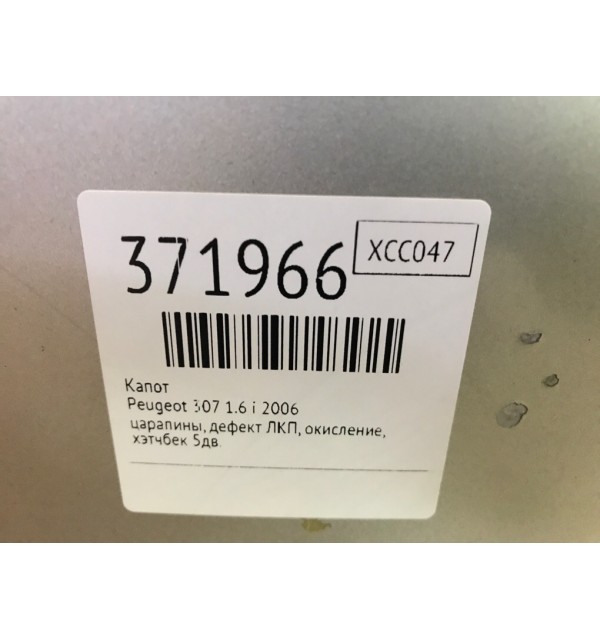 371966
XCC047
Капот
Peugeot 307 1.6 i 2006
царапины, дефект ЛКП, окисление,
хэтчбек 5дв.